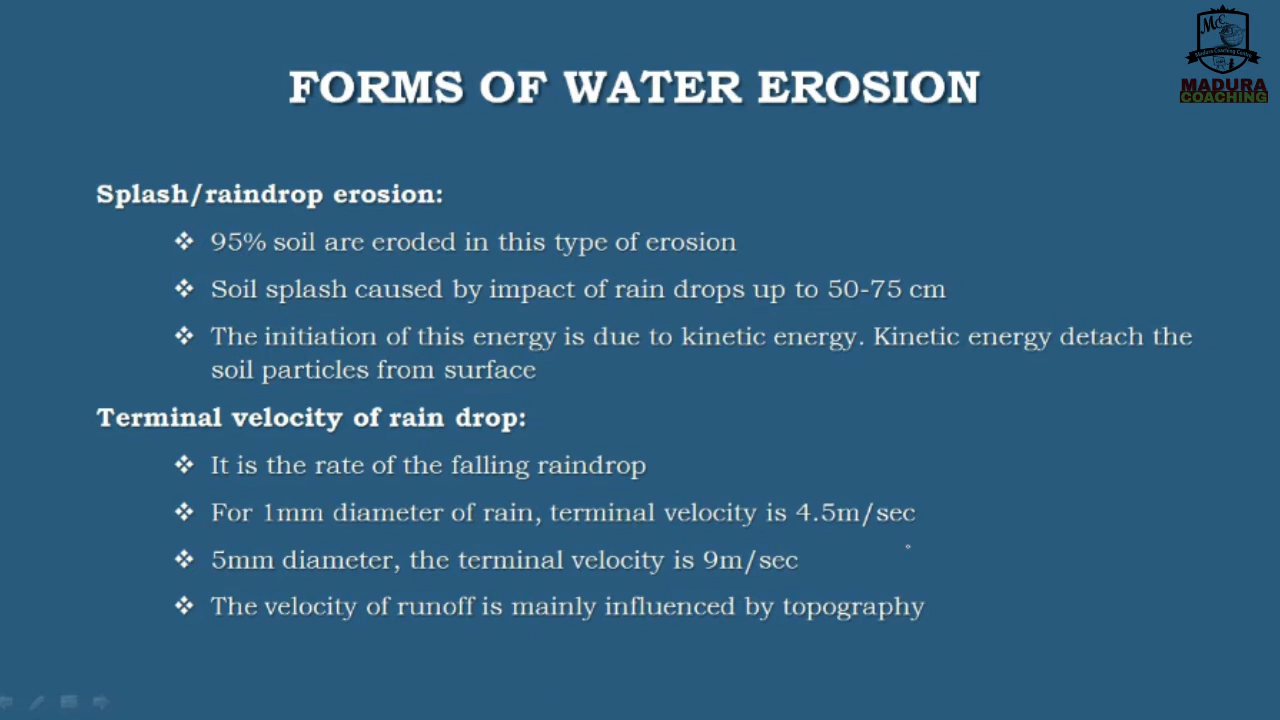 MC
Madura Coaching Centre
MADURA
COACHING
FORMS OF WATER EROSION
Splash/raindrop erosion:
❖ 95% soil are eroded in this type of erosion
❖ Soil splash caused by impact of rain drops up to 50-75 cm
❖ The initiation of this energy is due to kinetic energy. Kinetic energy detach the
soil particles from surface
Terminal velocity of rain drop:
❖ It is the rate of the falling raindrop
❖ For 1mm diameter of rain, terminal velocity is 4.5m/sec
❖ 5mm diameter, the terminal velocity is 9m/sec
❖ The velocity of runoff is mainly influenced by topography